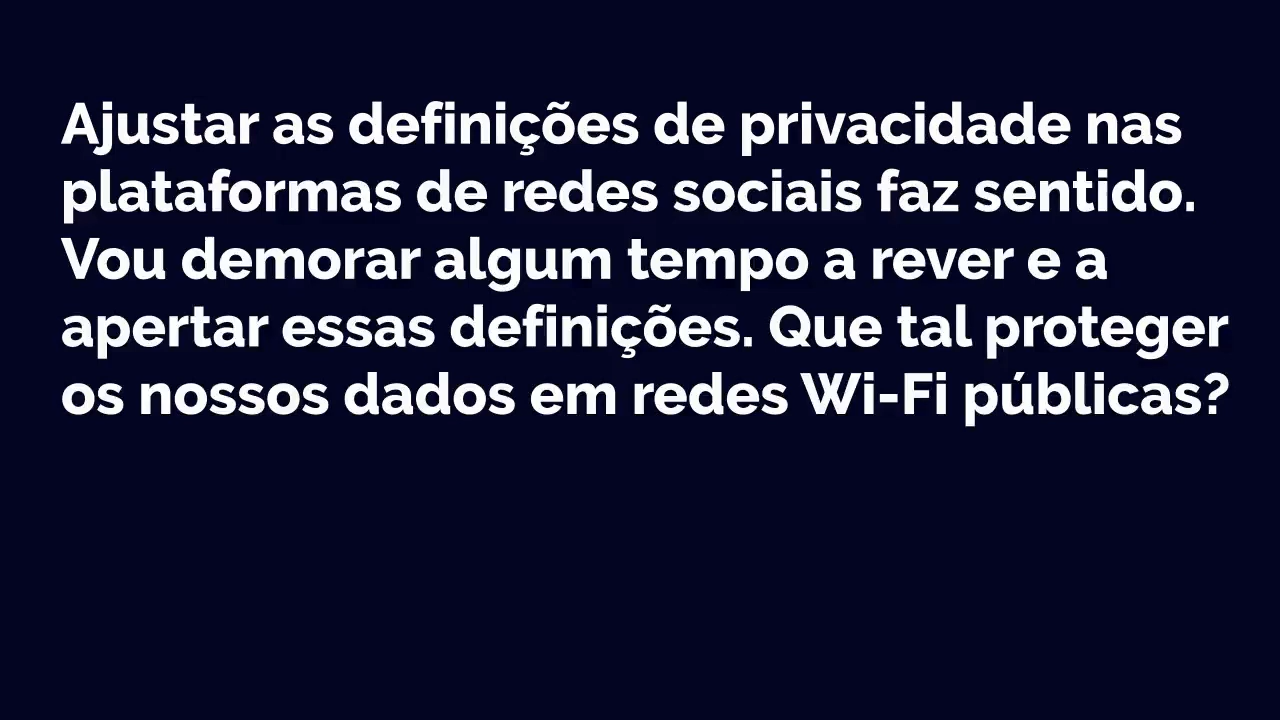 Ajustar as definições de privacidade nas
plataformas de redes sociais faz sentido.
Vou demorar algum tempo a rever e a
apertar essas definições. Que tal proteger
os nossos dados em redes Wi-Fi públicas?